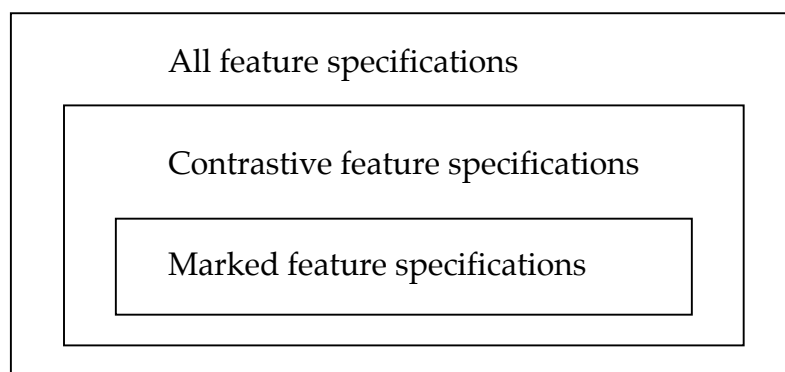 All feature specifications
Contrastive feature specifications
Marked feature specifications